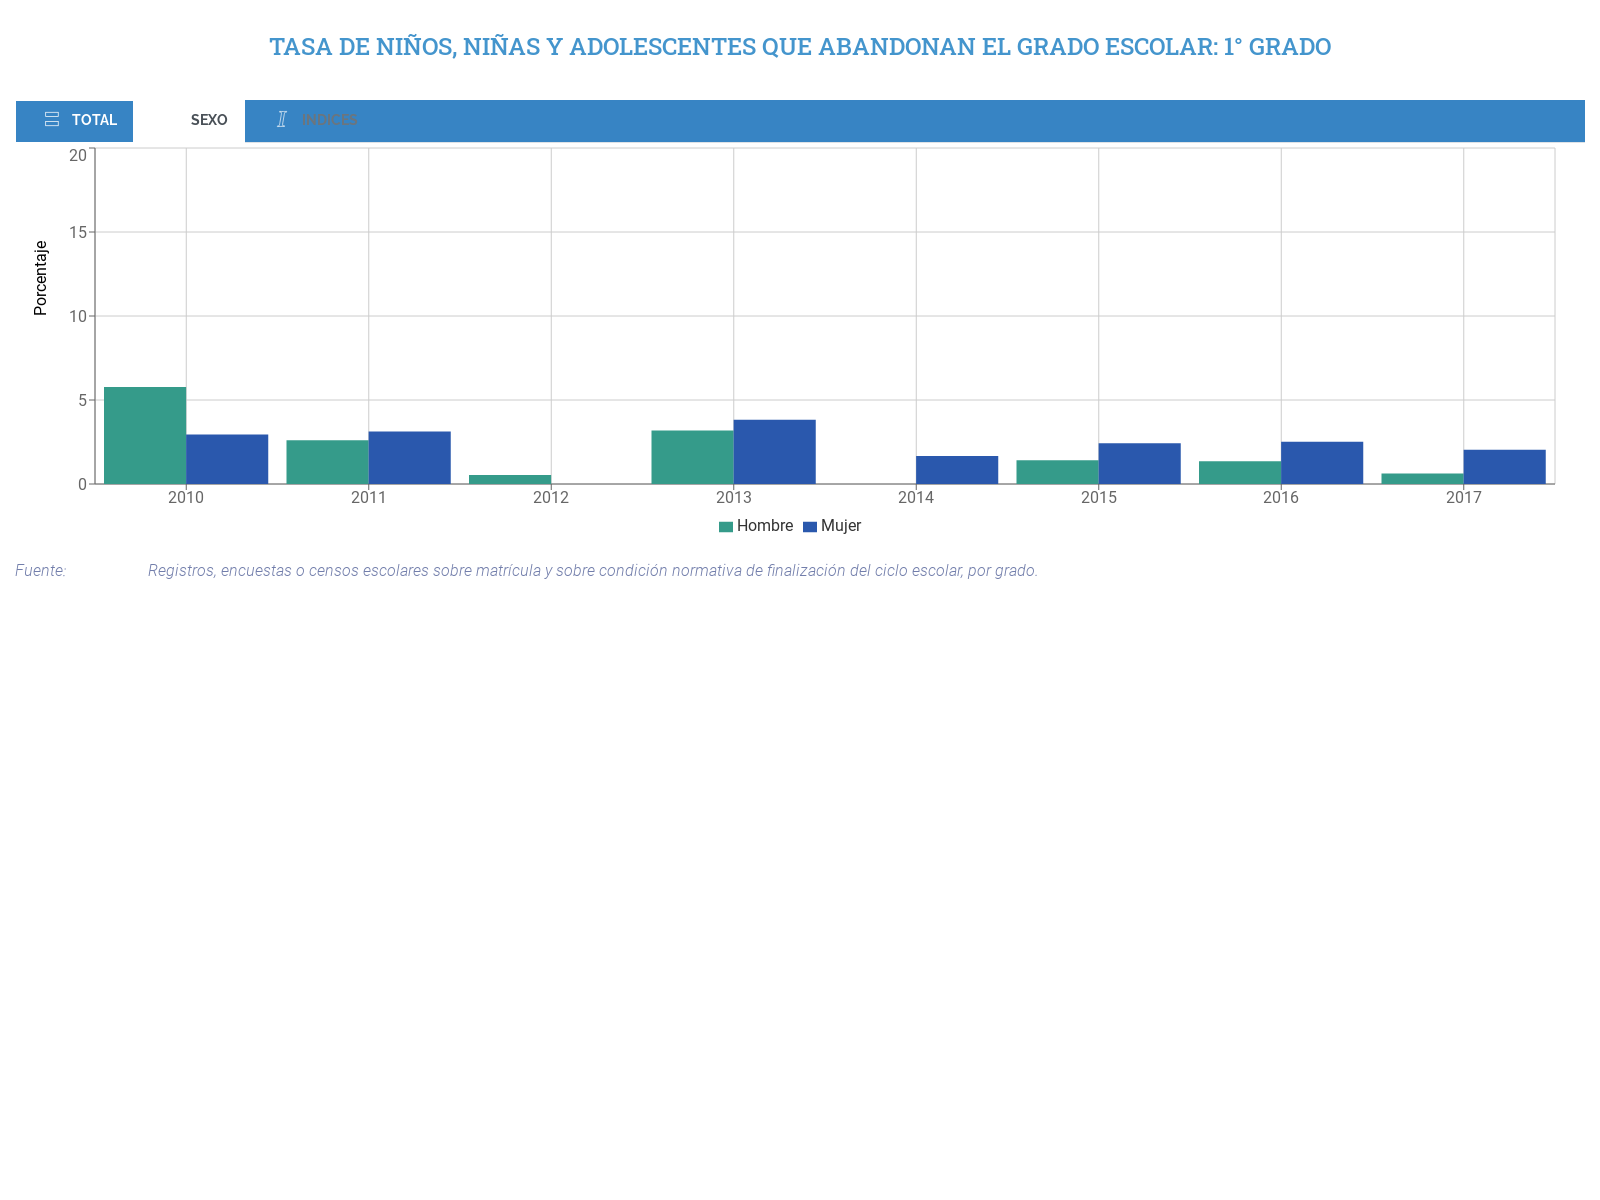 TASA DE NIÑOS, NIÑAS Y ADOLESCENTES QUE ABANDONAN EL GRADO ESCOLAR: 1° GRADO
TOTAL SEXO INDICES
20
15
10
5
0
Porcentaje
2010 2011 2012 2013 2014 2015 2016 2017
Hombre Mujer
Fuente: Registros, encuestas o censos escolares sobre matrícula y sobre condición normativa de finalización del ciclo escolar, por grado.